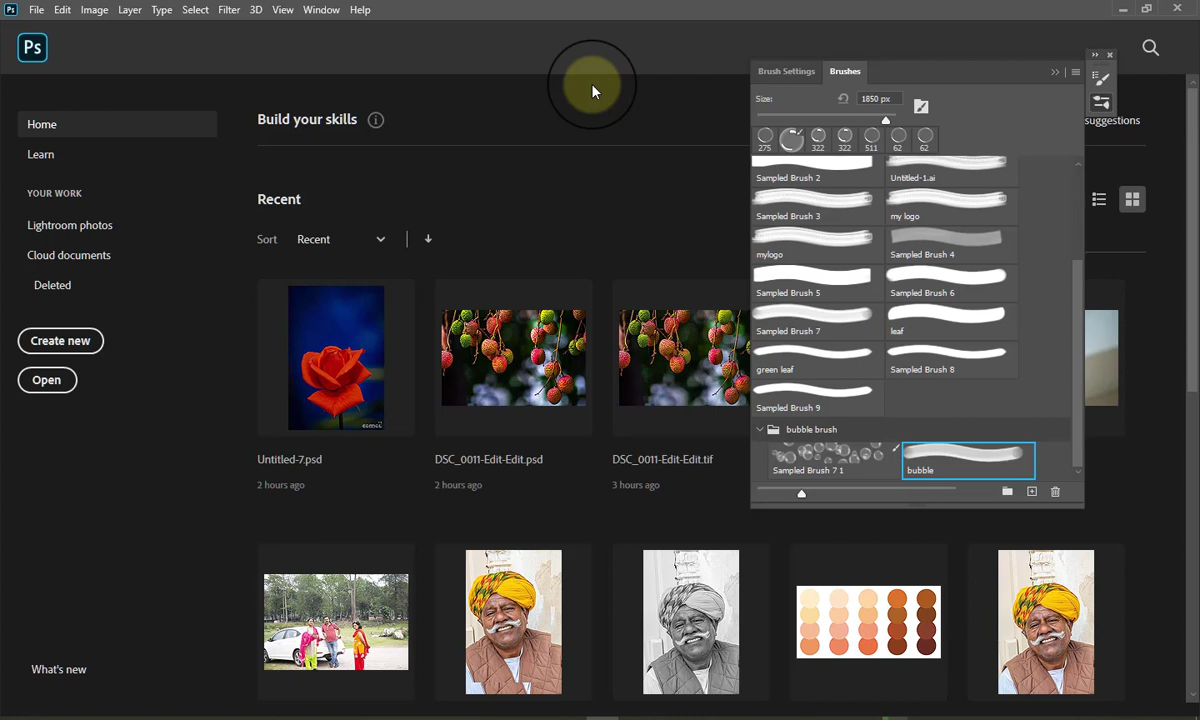 Ps File Edit Image Layer Type Select Filter 3D View Window Help
Ps
Home
Learn
YOUR WORK
Lightroom photos
Cloud documents
Deleted
Create new
Open
What's new
Build your skills
suggestions
Recent
Sort Recent
Untitled-7.psd
2 hours ago
DSC_0011-Edit-Edit.psd
2 hours ago
DSC_0011-Edit-Edit.tif
3 hours ago
Brush Settings Brushes
Size: 1850 px
275 322 322 511 62 62
Sampled Brush 2 Untitled-1.ai
Sampled Brush 3 my logo
mylogo Sampled Brush 4
Sampled Brush 5 Sampled Brush 6
Sampled Brush 7 leaf
green leaf Sampled Brush 8
Sampled Brush 9
bubble brush
Sampled Brush 7 1 bubble